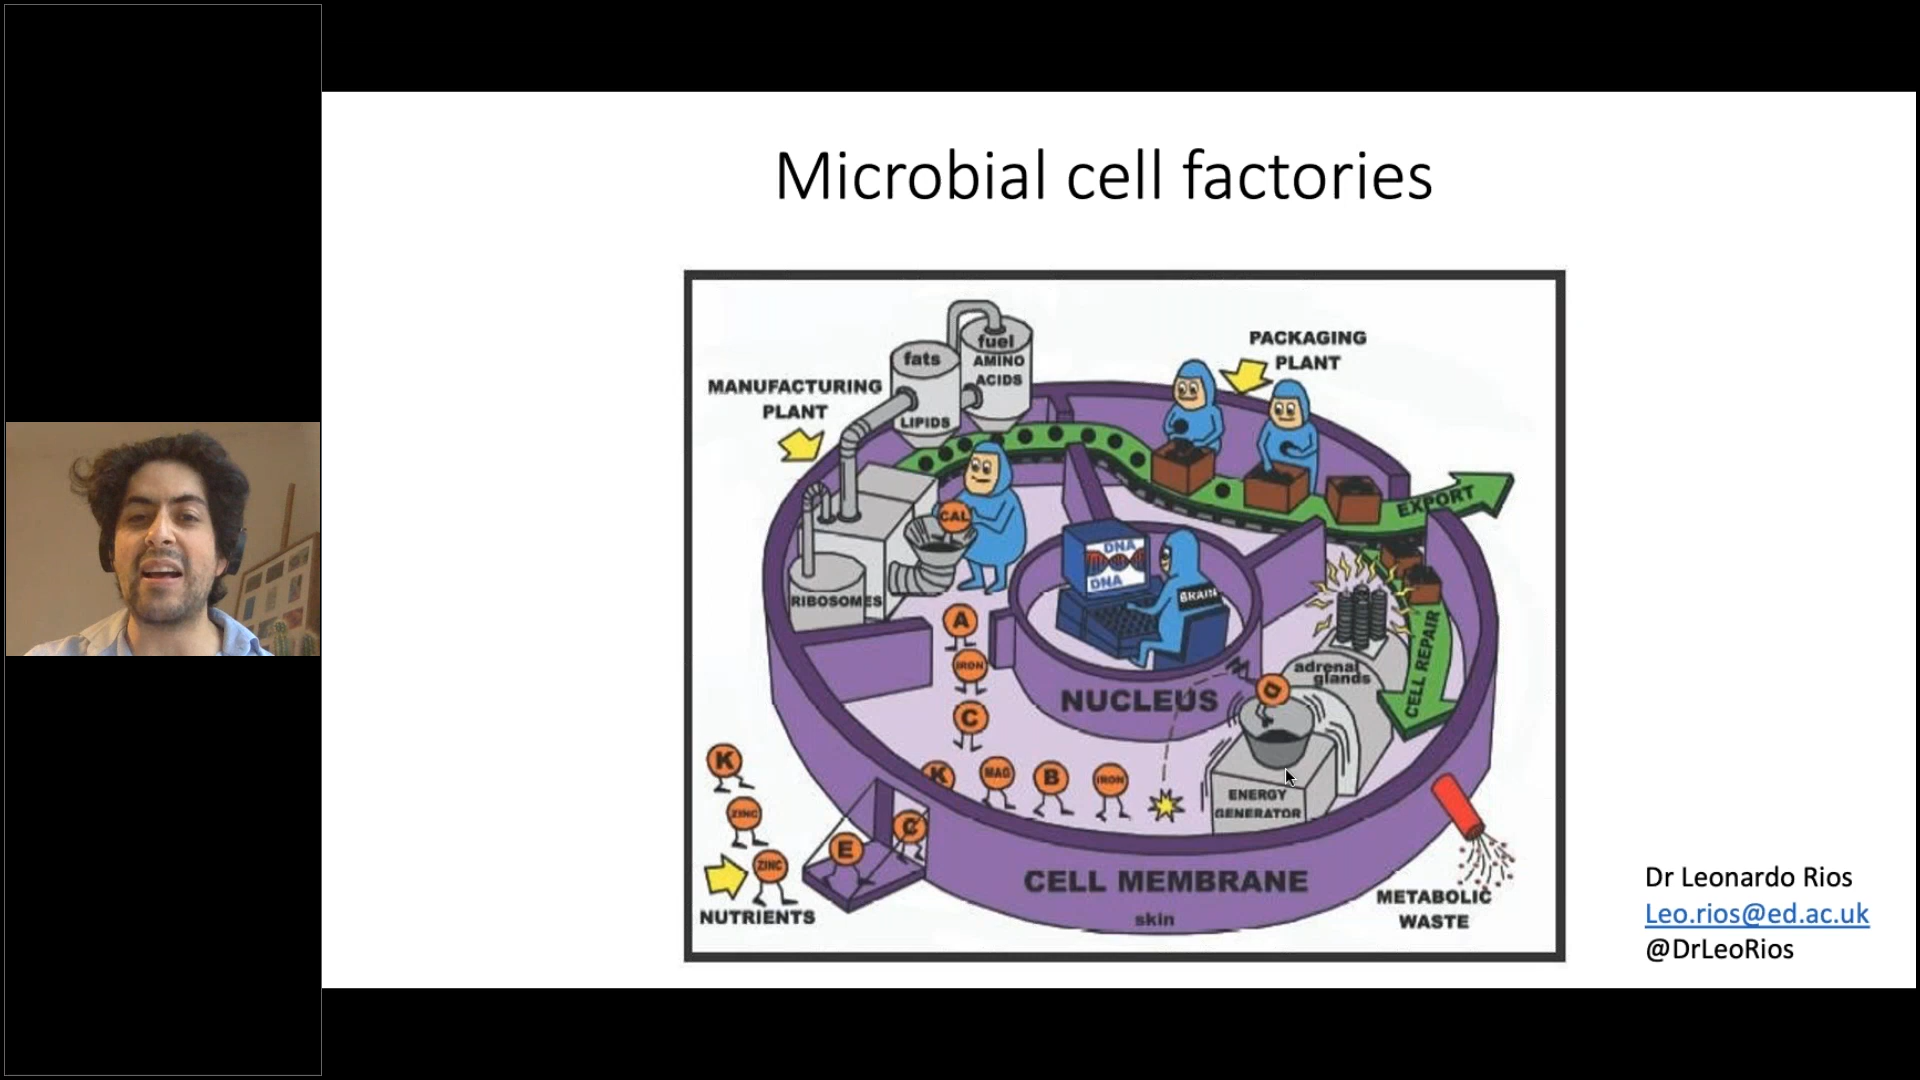 Microbial cell factories
PACKAGING
PLANT
fuel
AMINO
ACIDS
fats
LIPIDS
MANUFACTURING
PLANT
EXPORT
CAL
DNA
DNA
BRAIN
RIBOSOMES
A
IRON
C
NUCLEUS
adrenal
glands
CELL REPAIR
D
K
ZINC
ZINC
NUTRIENTS
K
MAG
B
IRON
E
C
ENERGY
GENERATOR
CELL MEMBRANE
skin
METABOLIC
WASTE
Dr Leonardo Rios
Leo.rios@ed.ac.uk
@DrLeoRios